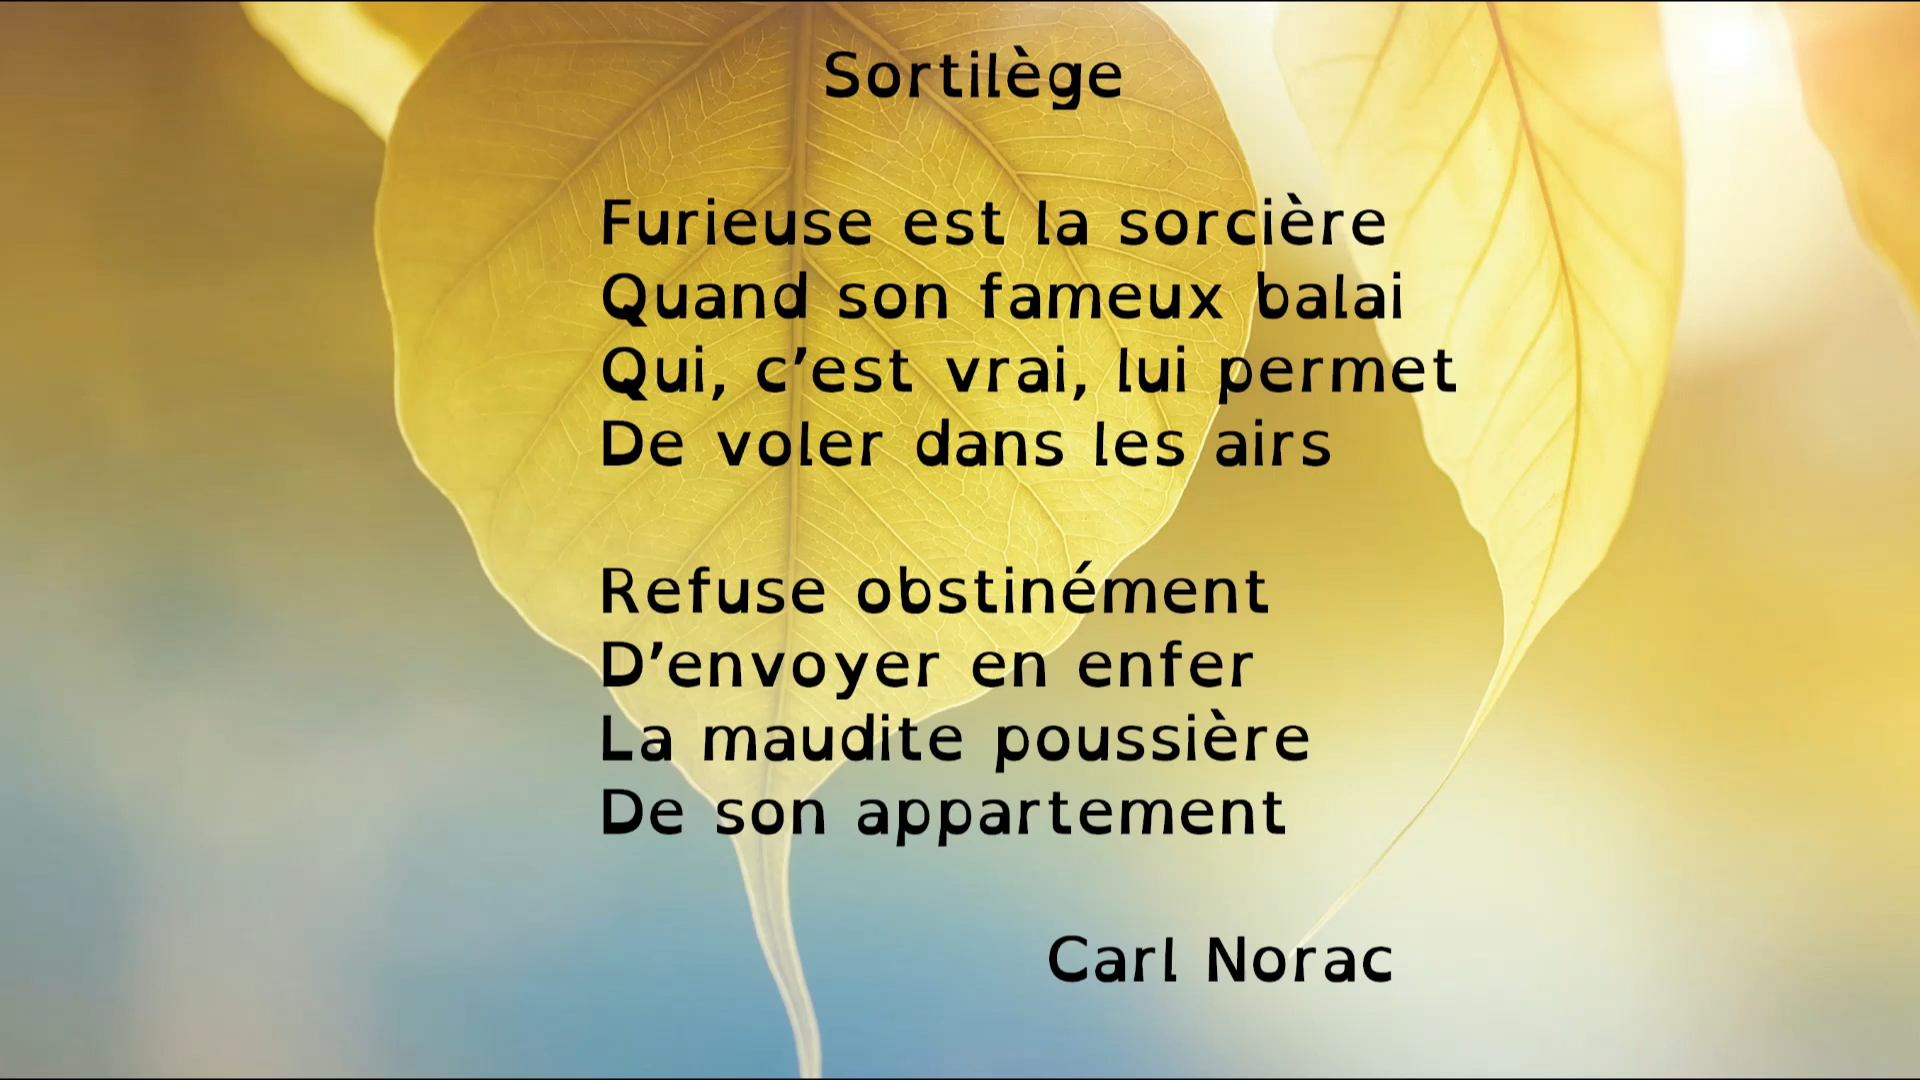 Sortilège
Furieuse est la sorcière
Quand son fameux balai
Qui, c’est vrai, lui permet
De voler dans les airs
Refuse obstinément
D’envoyer en enfer
La maudite poussière
De son appartement
Carl Norac